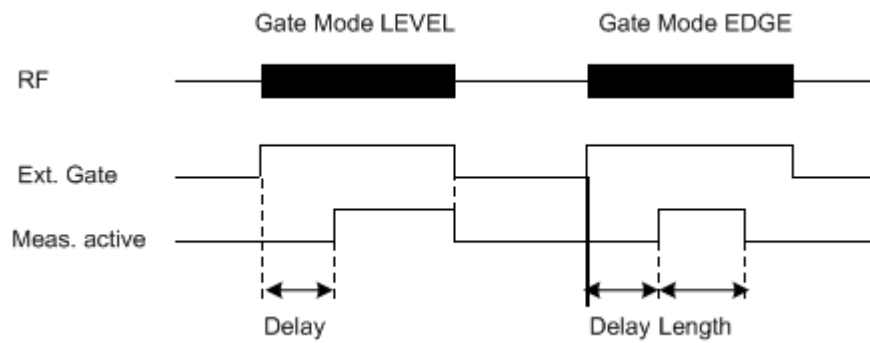 Gate Mode LEVEL Gate Mode EDGE
RF
Ext. Gate
Meas. active
Delay Delay Length